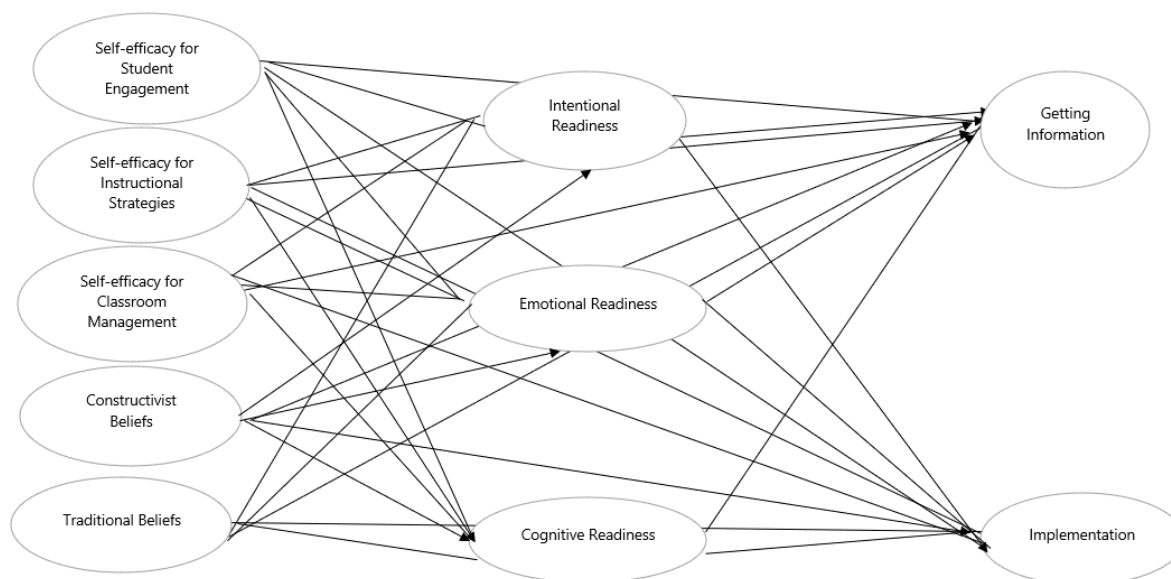 Self-efficacy for
Student
Engagement
Self-efficacy for
Instructional
Strategies
Self-efficacy for
Classroom
Management
Constructivist
Beliefs
Traditional Beliefs
Intentional
Readiness
Emotional Readiness
Cognitive Readiness
Getting
Information
Implementation